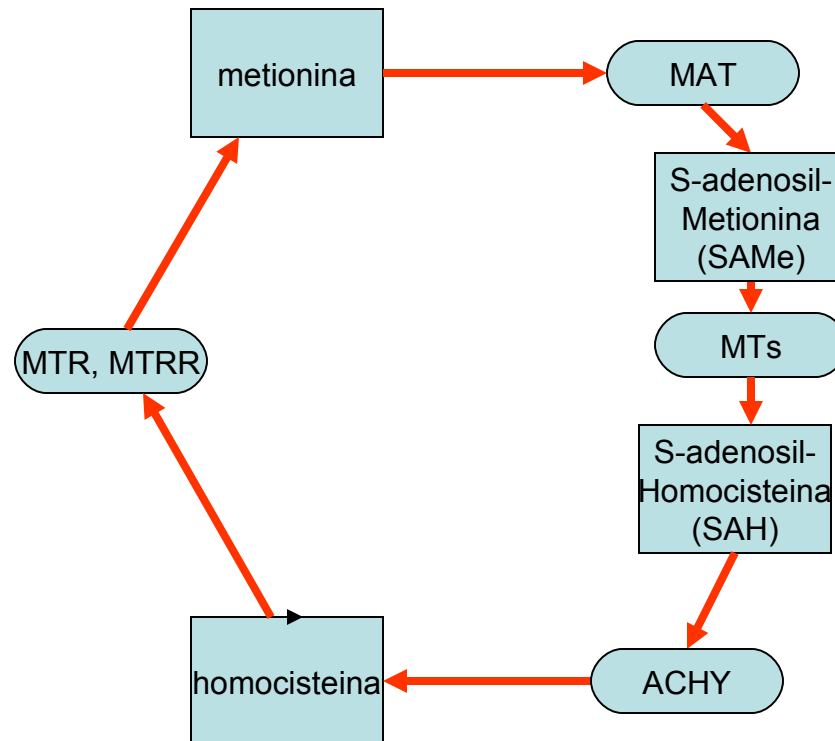 metionina
MAT
S-adenosil-
Metionina
(SAMe)
MTs
MTR, MTRR
S-adenosil-
Homocisteina
(SAH)
homocisteina
ACHY